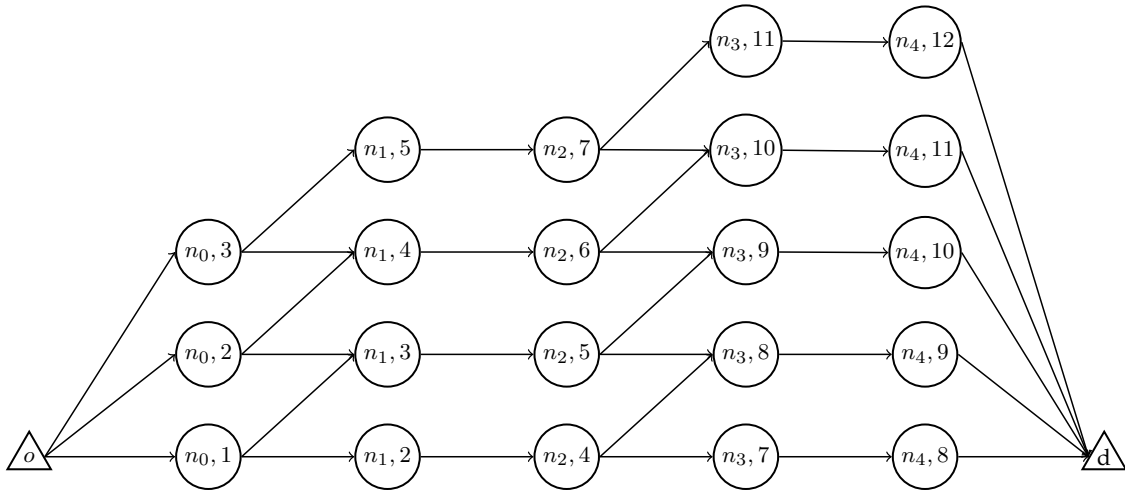 n₃, 11
n₄, 12
n₁, 5
n₂, 7
n₃, 10
n₄, 11
n₀, 3
n₁, 4
n₂, 6
n₃, 9
n₄, 10
n₀, 2
n₁, 3
n₂, 5
n₃, 8
n₄, 9
o
n₀, 1
n₁, 2
n₂, 4
n₃, 7
n₄, 8
d